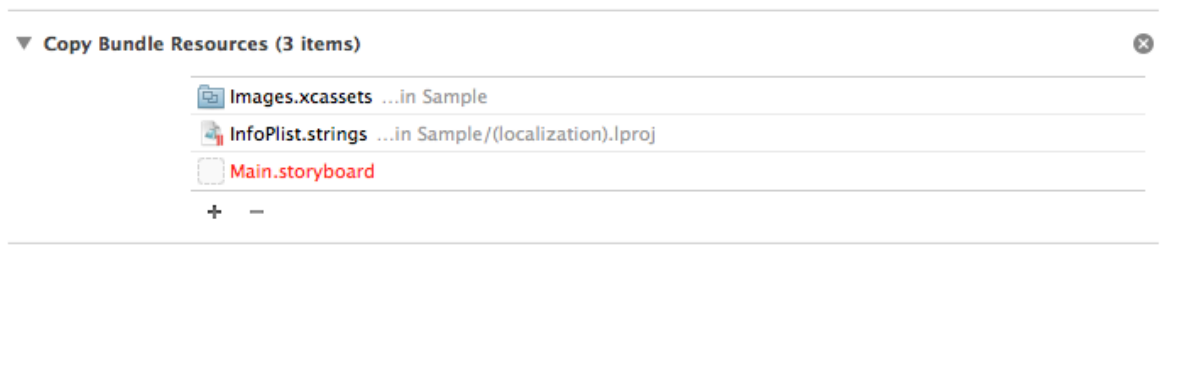 Copy Bundle Resources (3 items)
Images.xcassets ...in Sample
InfoPlist.strings ...in Sample/(localization).lproj
Main.storyboard
+ −